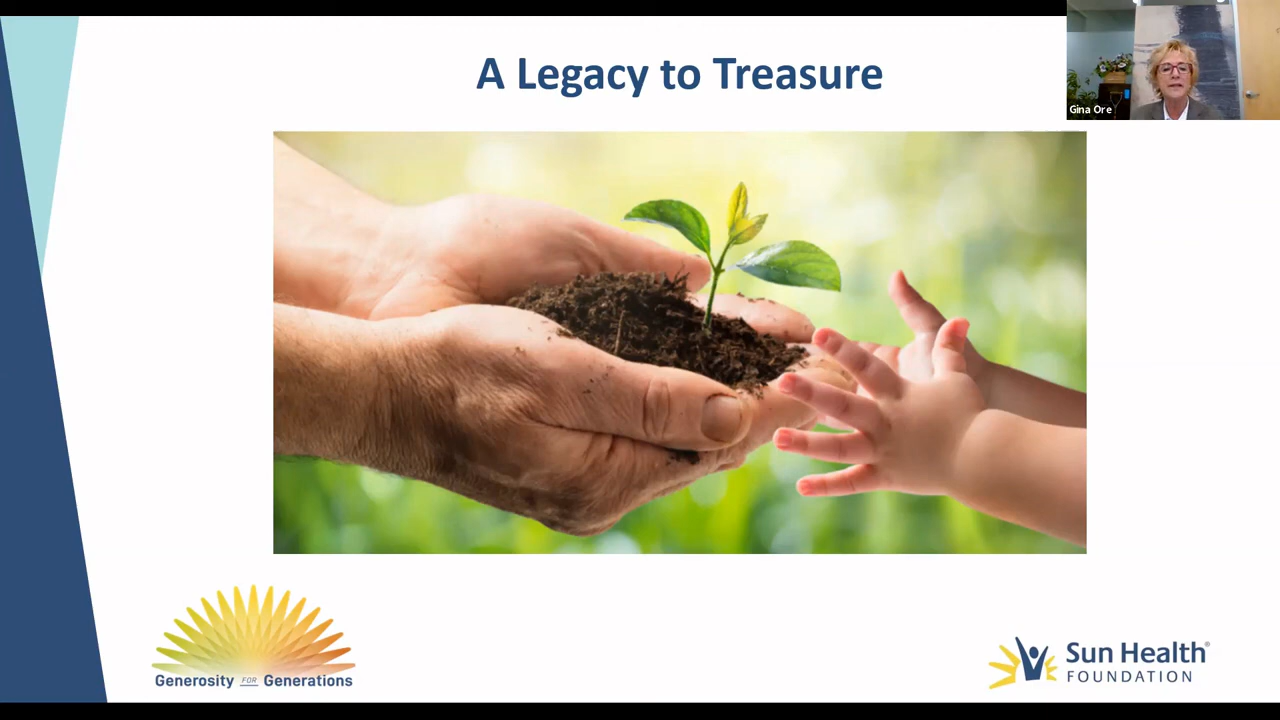 A Legacy to Treasure
Gina Ore
Generosity FOR Generations
Sun Health®
FOUNDATION